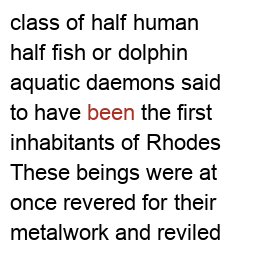 class of half human
half fish or dolphin
aquatic daemons said
to have been the first
inhabitants of Rhodes
These beings were at
once revered for their
metalwork and reviled